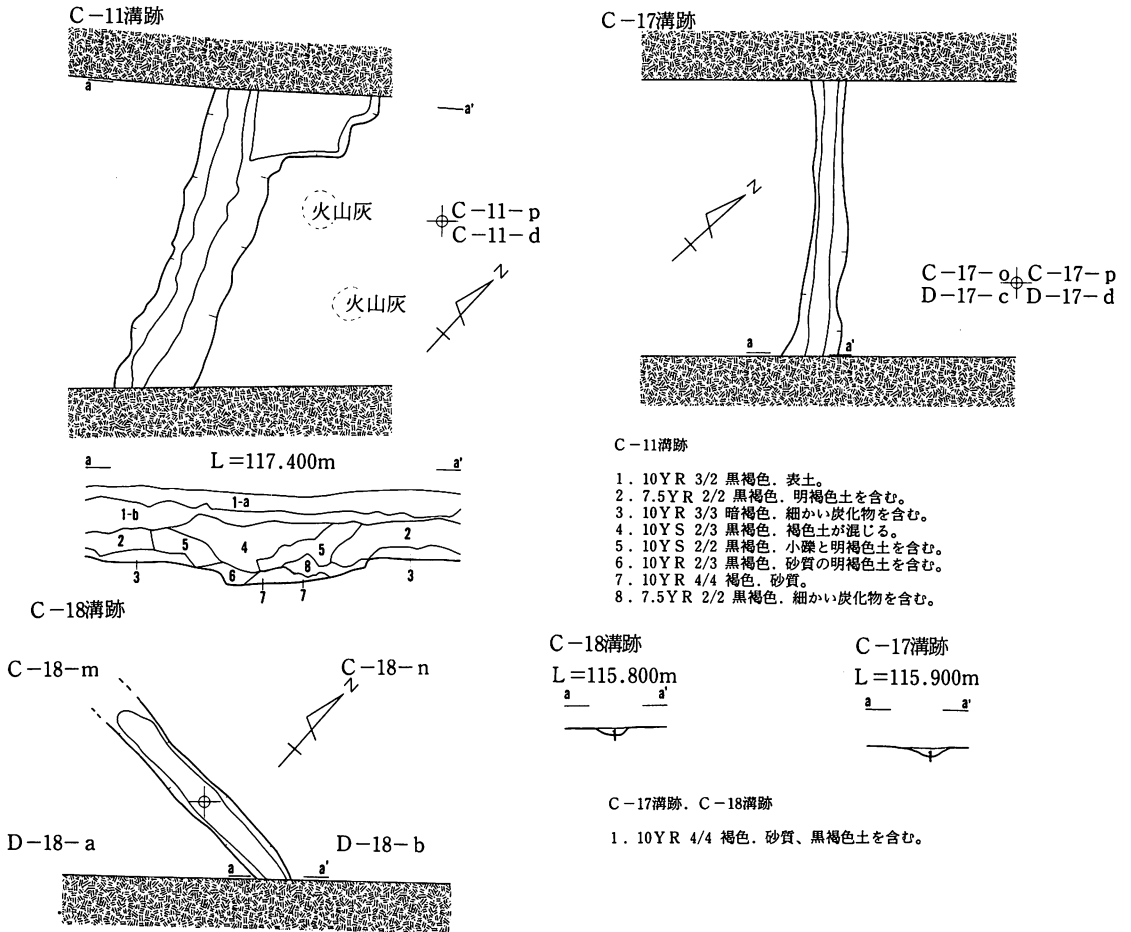 C-11溝跡
a
a'
火山灰
C-11-p
C-11-d
火山灰
N
a
L=117.400m
a'
1-a
1-b
2
5
4
5
2
8
6
3
7
7
3
C-17溝跡
N
C-17-o C-17-p
D-17-c D-17-d
a
a'
C-11溝跡
1. 10YR 3/2 黒褐色. 表土。
2. 7.5YR 2/2 黒褐色. 明褐色土を含む。
3. 10YR 3/3 暗褐色. 細かい炭化物を含む。
4. 10YS 2/3 黒褐色. 褐色土が混じる。
5. 10YS 2/2 黒褐色. 小礫と明褐色土を含む。
6. 10YR 2/3 黒褐色. 砂質の明褐色土を含む。
7. 10YR 4/4 褐色. 砂質。
8. 7.5YR 2/2 黒褐色. 細かい炭化物を含む。
C-18溝跡
C-18-m
C-18-n
N
D-18-a
D-18-b
a
a'
C-18溝跡
L=115.800m
a
a'
1
C-17溝跡
L=115.900m
a
a'
1
C-17溝跡. C-18溝跡
1. 10YR 4/4 褐色. 砂質、黒褐色土を含む。